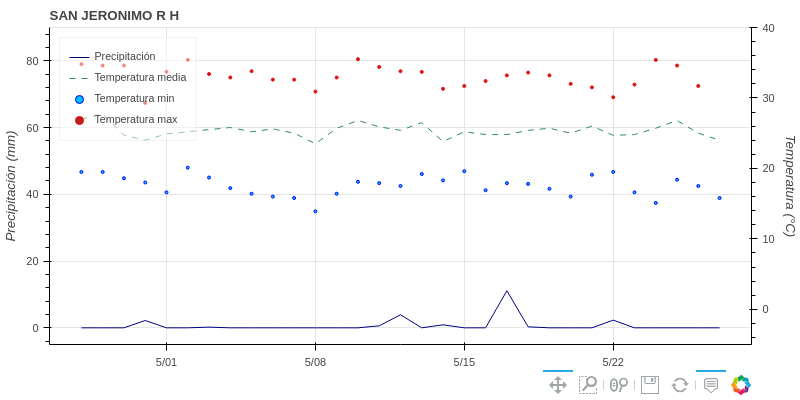 SAN JERONIMO R H
Precipitación
Temperatura media
Temperatura min
Temperatura max
Precipitación (mm)
80
60
40
20
0
Temperatura (°C)
40
30
20
10
0
5/01
5/08
5/15
5/22